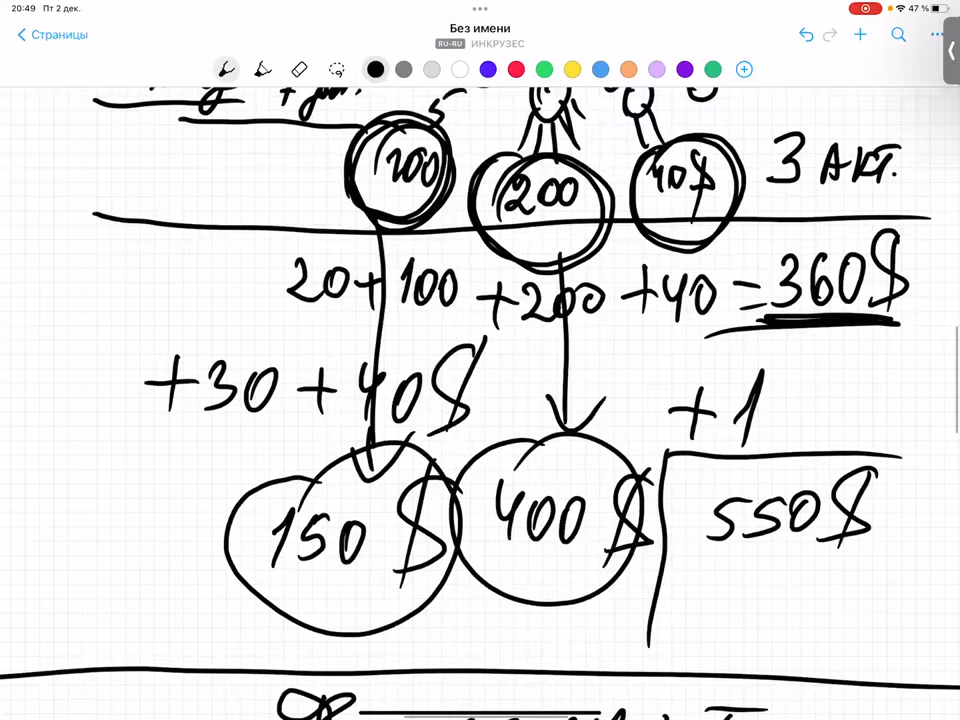 20:49 Пт 2 дек.
47 %
Страницы
Без имени
RU-RU ИНКРУЗЕС
100 200 40$ 3 АКТ.
20+100 +200 +40 =360$
+30 + 40$
+1
150 $ 400 $ 550$